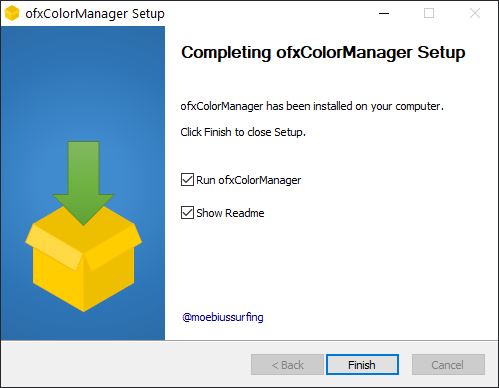 ofxColorManager Setup
Completing ofxColorManager Setup
ofxColorManager has been installed on your computer.
Click Finish to close Setup.
Run ofxColorManager
Show Readme
@moebiussurfing
< Back
Finish
Cancel